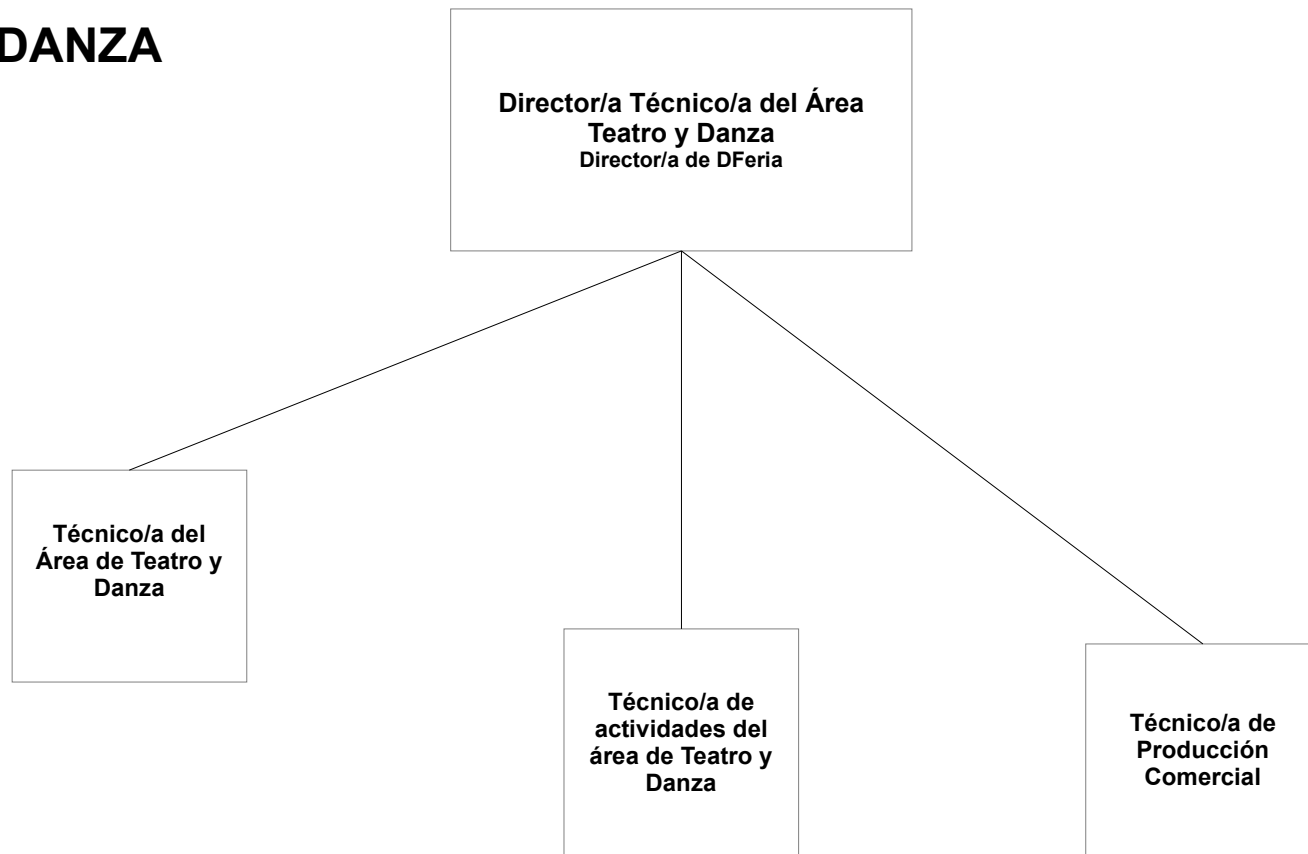 DANZA
Director/a Técnico/a del Área
Teatro y Danza
Director/a de DFeria
Técnico/a del
Área de Teatro y
Danza
Técnico/a de
actividades del
área de Teatro y
Danza
Técnico/a de
Producción
Comercial